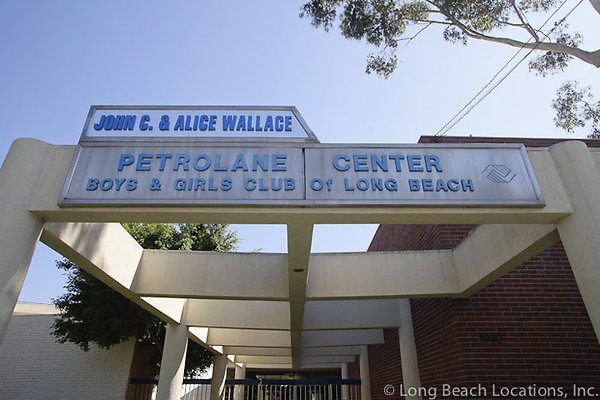 JOHN C. & ALICE WALLACE
PETROLANE CENTER
BOYS & GIRLS CLUB Of LONG BEACH
© Long Beach Locations, Inc.